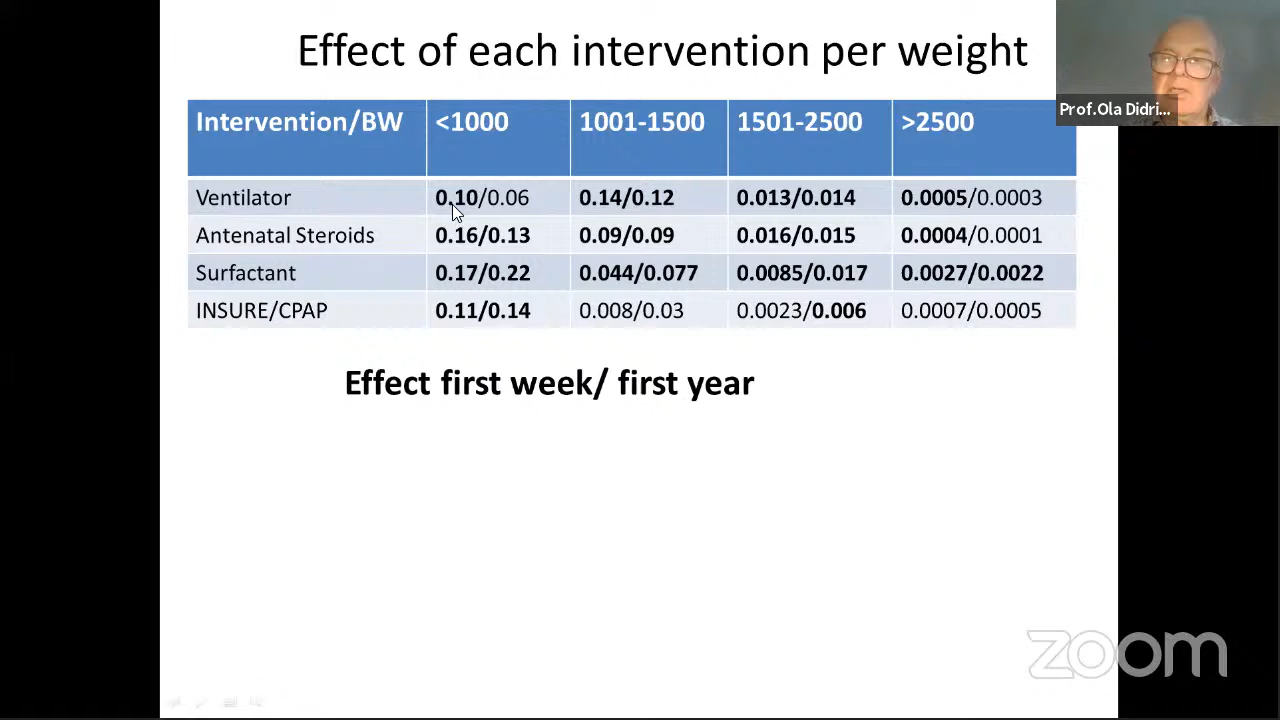 Effect of each intervention per weight
Prof.Ola Didri...
Intervention/BW <1000 1001-1500 1501-2500 >2500
Ventilator 0.10/0.06 0.14/0.12 0.013/0.014 0.0005/0.0003
Antenatal Steroids 0.16/0.13 0.09/0.09 0.016/0.015 0.0004/0.0001
Surfactant 0.17/0.22 0.044/0.077 0.0085/0.017 0.0027/0.0022
INSURE/CPAP 0.11/0.14 0.008/0.03 0.0023/0.006 0.0007/0.0005
Effect first week/ first year
zoom